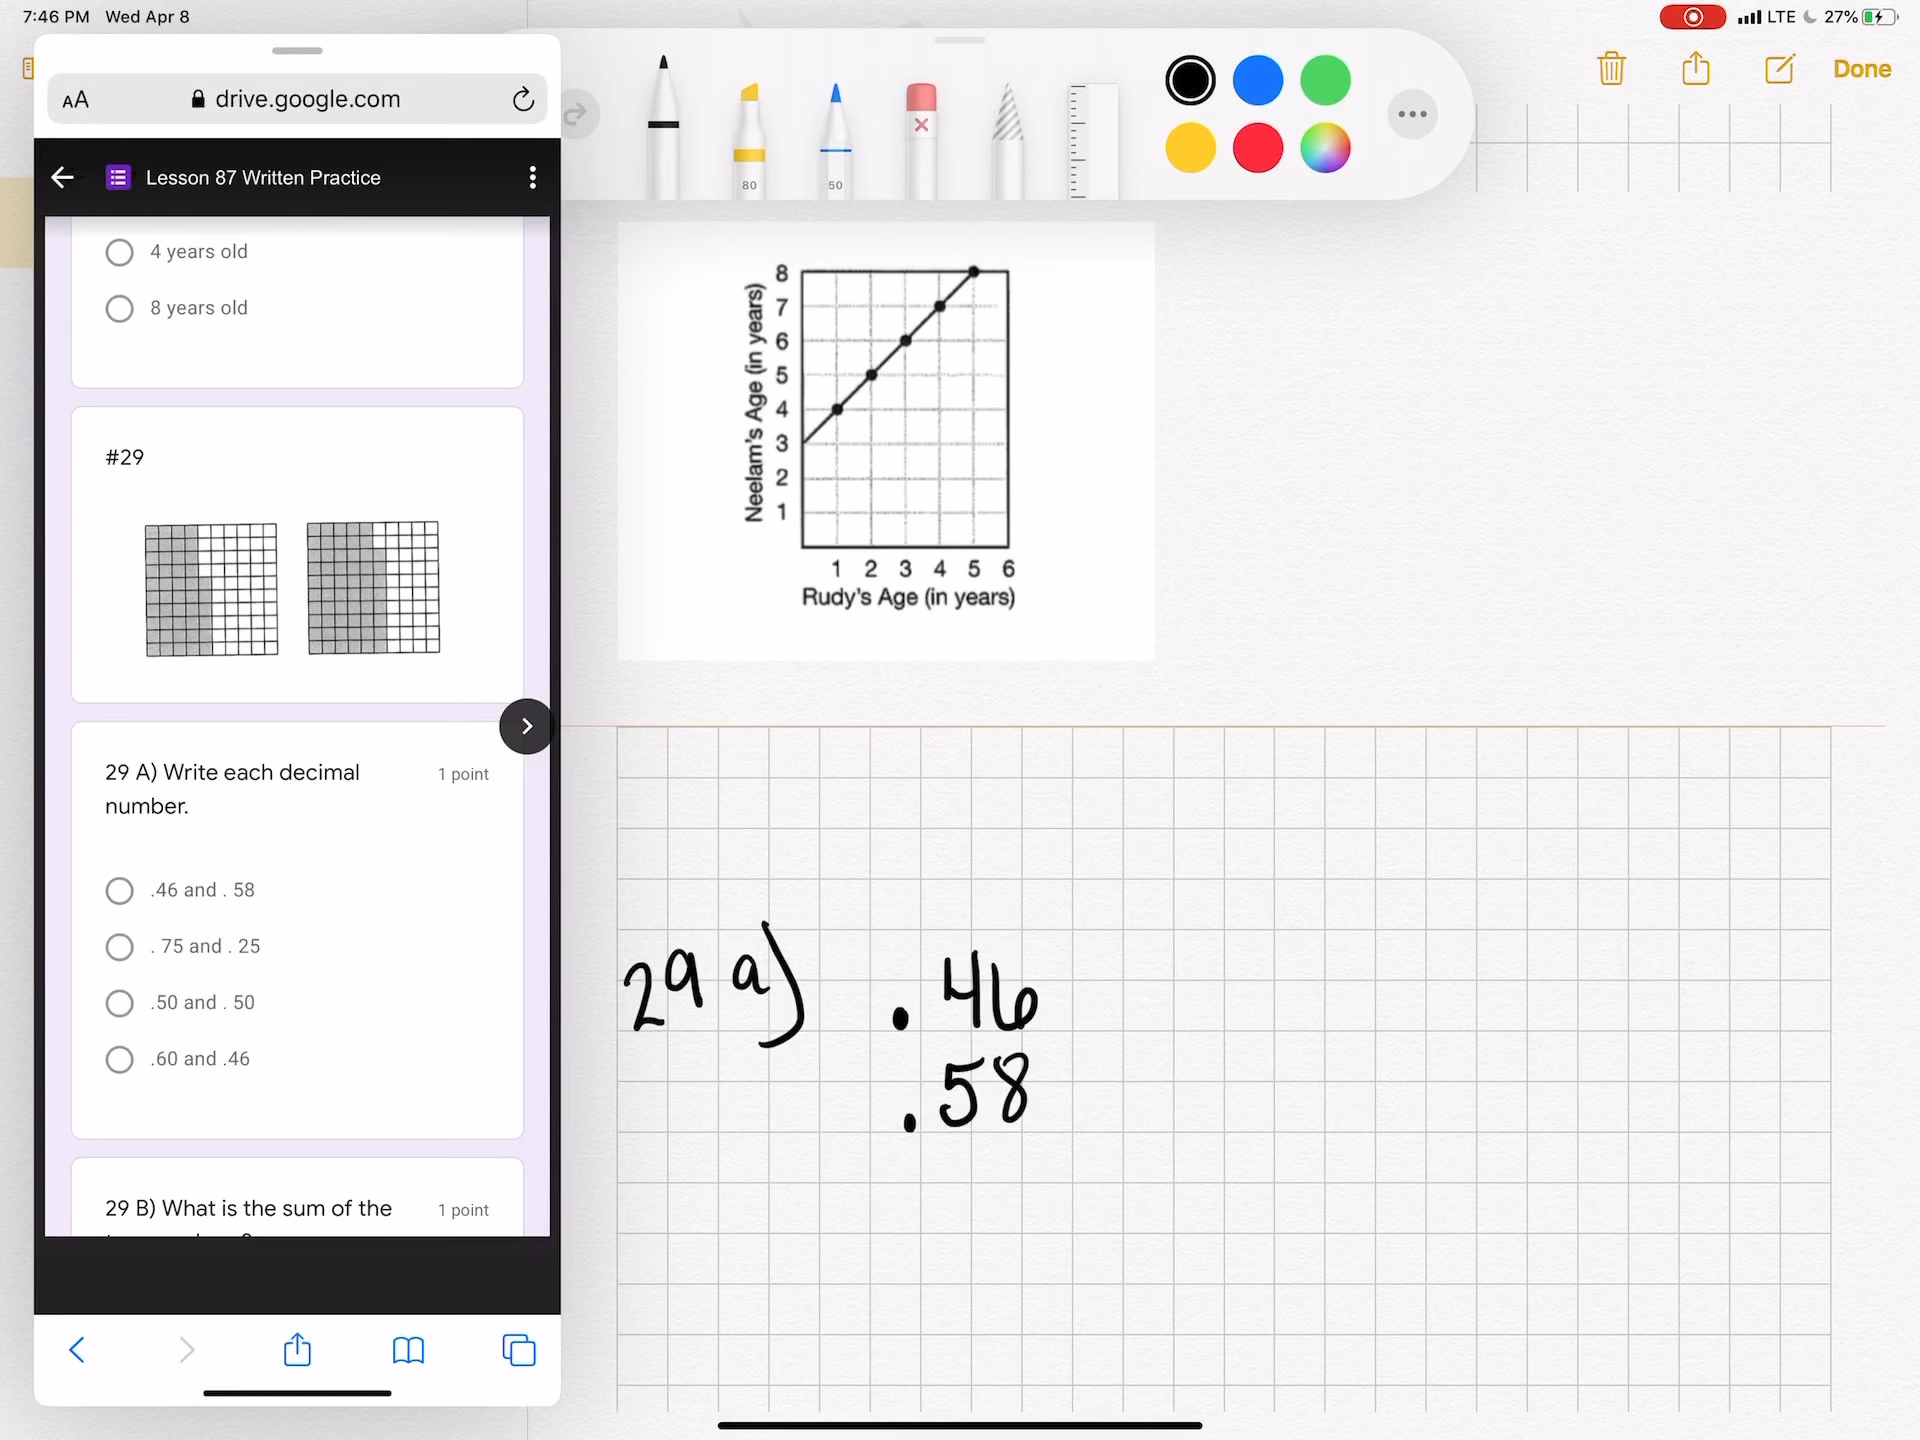 7:46 PM Wed Apr 8
LTE 27%
AA drive.google.com
Done
80
50
Lesson 87 Written Practice
4 years old
8 years old
#29
29 A) Write each decimal 1 point
number.
.46 and . 58
. 75 and . 25
.50 and . 50
.60 and .46
29 B) What is the sum of the 1 point
Neelam's Age (in years)
8
7
6
5
4
3
2
1
1 2 3 4 5 6
Rudy's Age (in years)
29 a) .46
.58